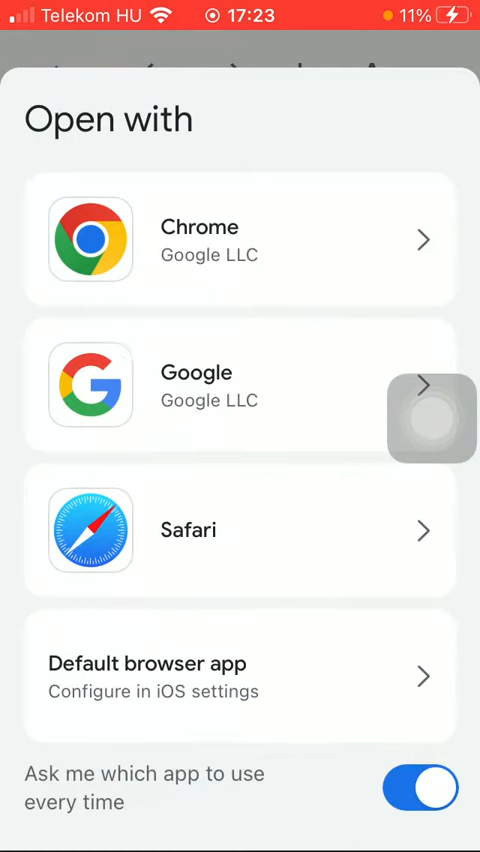 Telekom HU 17:23 11%
Open with
Chrome
Google LLC
Google
Google LLC
Safari
Default browser app
Configure in iOS settings
Ask me which app to use
every time